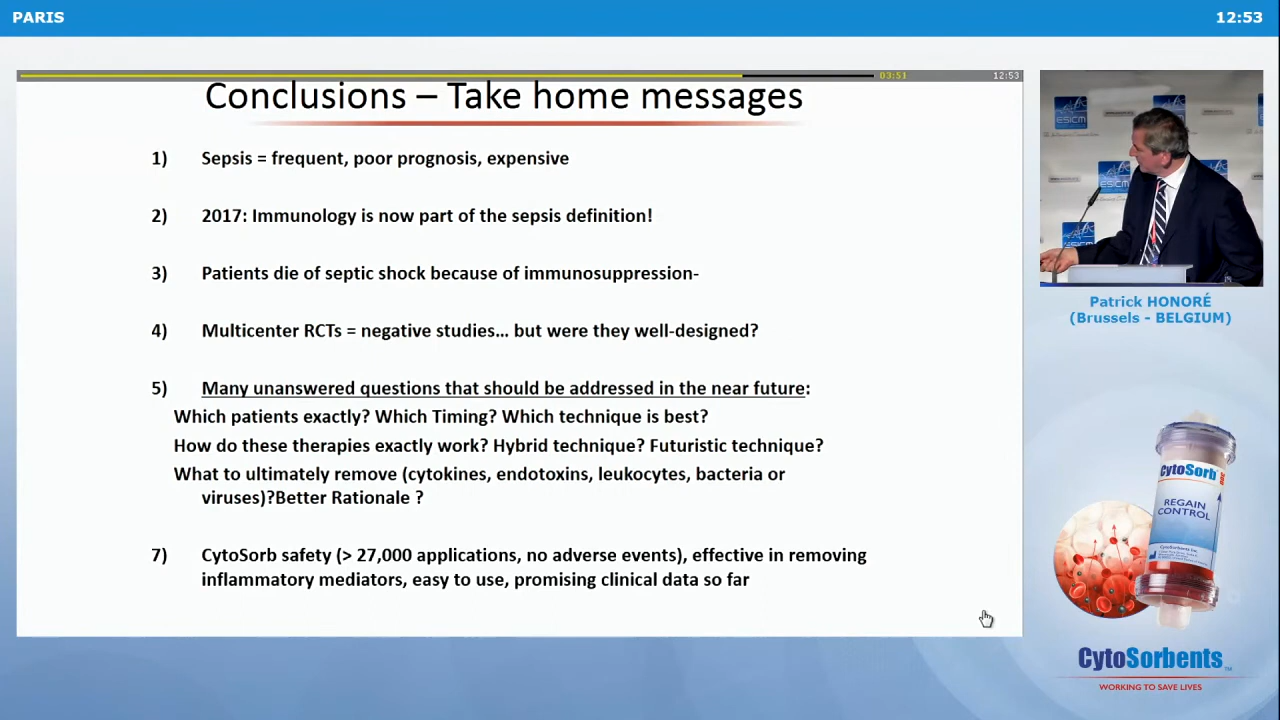 PARIS
12:53
03:51
12:53
Conclusions – Take home messages
1) Sepsis = frequent, poor prognosis, expensive
2) 2017: Immunology is now part of the sepsis definition!
3) Patients die of septic shock because of immunosuppression-
4) Multicenter RCTs = negative studies... but were they well-designed?
5) Many unanswered questions that should be addressed in the near future:
Which patients exactly? Which Timing? Which technique is best?
How do these therapies exactly work? Hybrid technique? Futuristic technique?
What to ultimately remove (cytokines, endotoxins, leukocytes, bacteria or
viruses)?Better Rationale ?
7) CytoSorb safety (> 27,000 applications, no adverse events), effective in removing
inflammatory mediators, easy to use, promising clinical data so far
ESICM
ESICM
ESICM
Patrick HONORÉ
(Brussels - BELGIUM)
CytoSorb
REGAIN
CONTROL
CytoSorbents
WORKING TO SAVE LIVES